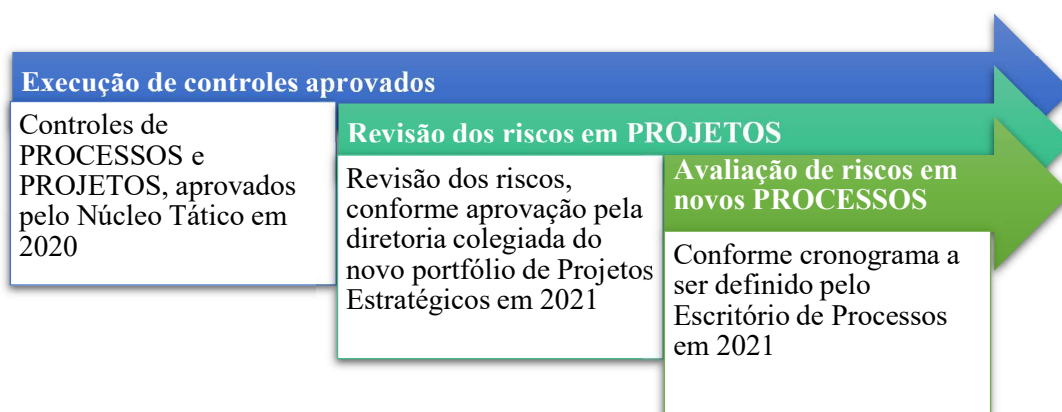 Execução de controles aprovados
Controles de
PROCESSOS e
PROJETOS, aprovados
pelo Núcleo Tático em
2020
Revisão dos riscos em PROJETOS
Revisão dos riscos,
conforme aprovação pela
diretoria colegiada do
novo portfólio de Projetos
Estratégicos em 2021
Avaliação de riscos em
novos PROCESSOS
Conforme cronograma a
ser definido pelo
Escritório de Processos
em 2021